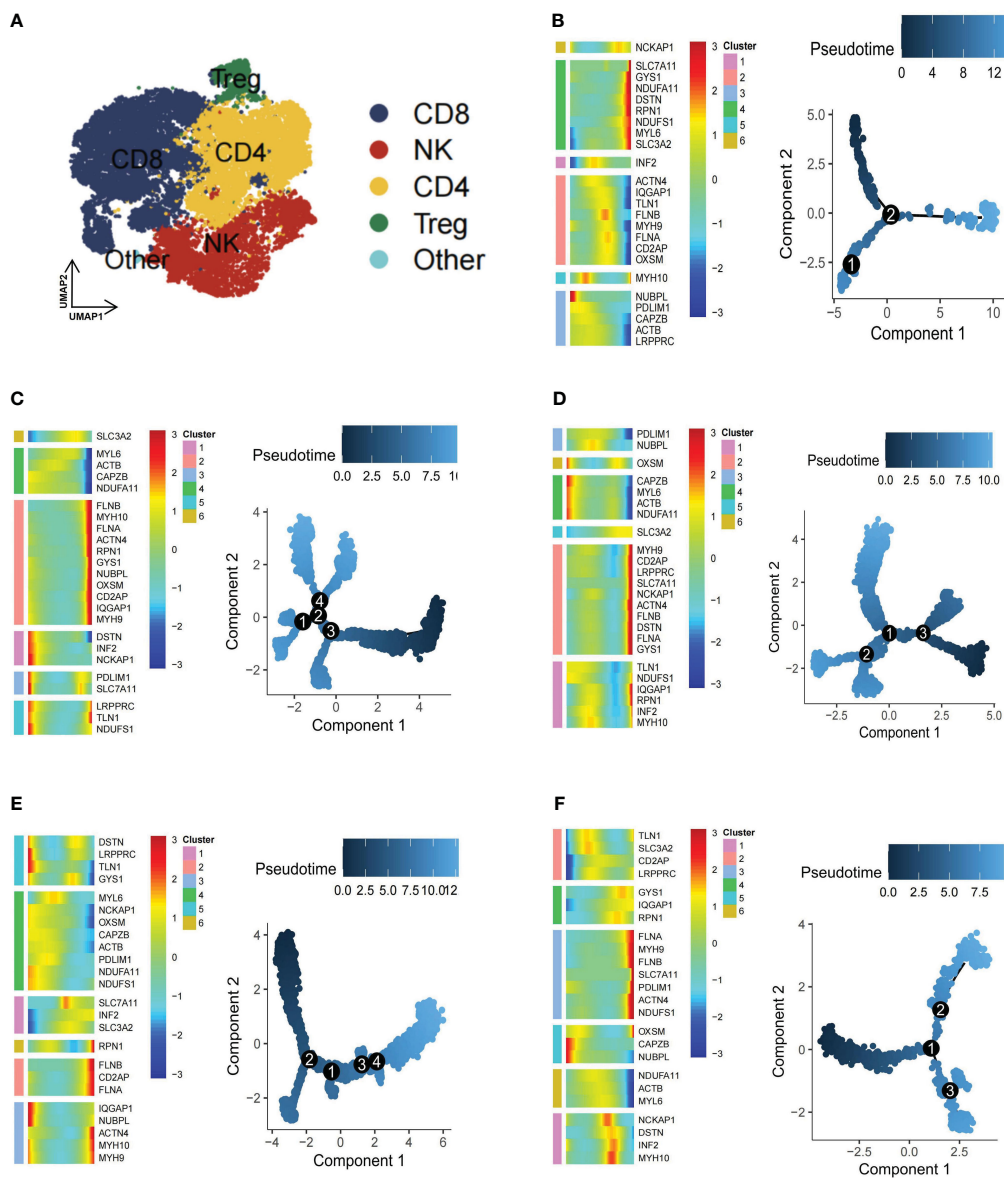 A
Treg
CD8
CD4
NK
Other
UMAP2
UMAP1
CD8
NK
CD4
Treg
Other
B
NCKAP1
SLC7A11
GYS1
NDUFA11
DSTN
RPN1
NDUFS1
MYL6
SLC3A2
INF2
ACTN4
IQGAP1
TLN1
FLNB
MYH9
FLNA
CD2AP
OXSM
MYH10
NUBPL
PDLIM1
CAPZB
ACTB
LRPPRC
3
2
1
0
−1
−2
−3
Cluster
1
2
3
4
5
6
Pseudotime
0 4 8 12
Component 2
5.0
2.5
0.0
−2.5
2
1
−5 0 5 10
Component 1
C
SLC3A2
MYL6
ACTB
CAPZB
NDUFA11
FLNB
MYH10
FLNA
ACTN4
RPN1
GYS1
NUBPL
OXSM
CD2AP
IQGAP1
MYH9
DSTN
INF2
NCKAP1
PDLIM1
SLC7A11
LRPPRC
TLN1
NDUFS1
3
2
1
0
−1
−2
−3
Cluster
1
2
3
4
5
6
Pseudotime
0.0 2.5 5.0 7.5 10
Component 2
4
2
0
−2
4
2
1
3
−2 0 2 4
Component 1
D
PDLIM1
NUBPL
OXSM
CAPZB
MYL6
ACTB
NDUFA11
SLC3A2
MYH9
CD2AP
LRPPRC
SLC7A11
NCKAP1
ACTN4
FLNB
DSTN
FLNA
GYS1
TLN1
NDUFS1
IQGAP1
RPN1
INF2
MYH10
3
2
1
0
−1
−2
−3
Cluster
1
2
3
4
5
6
Pseudotime
0.0 2.5 5.0 7.5 10.0
Component 2
4
2
0
−2
1
3
2
−2.5 0.0 2.5 5.0
Component 1
E
DSTN
LRPPRC
TLN1
GYS1
MYL6
NCKAP1
OXSM
CAPZB
ACTB
PDLIM1
NDUFA11
NDUFS1
SLC7A11
INF2
SLC3A2
RPN1
FLNB
CD2AP
FLNA
IQGAP1
NUBPL
ACTN4
MYH10
MYH9
3
2
1
0
−1
−2
−3
Cluster
1
2
3
4
5
6
Pseudotime
0.0 2.5 5.0 7.5 10.0 12
Component 2
4
2
0
−2
2
1
3
4
−4 −2 0 2 4 6
Component 1
F
TLN1
SLC3A2
CD2AP
LRPPRC
GYS1
IQGAP1
RPN1
FLNA
MYH9
FLNB
SLC7A11
PDLIM1
ACTN4
NDUFS1
OXSM
CAPZB
NUBPL
NDUFA11
ACTB
MYL6
NCKAP1
DSTN
INF2
MYH10
3
2
1
0
−1
−2
−3
Cluster
1
2
3
4
5
6
Pseudotime
0.0 2.5 5.0 7.5
Component 2
4
2
0
−2
2
1
3
−2.5 0.0 2.5
Component 1